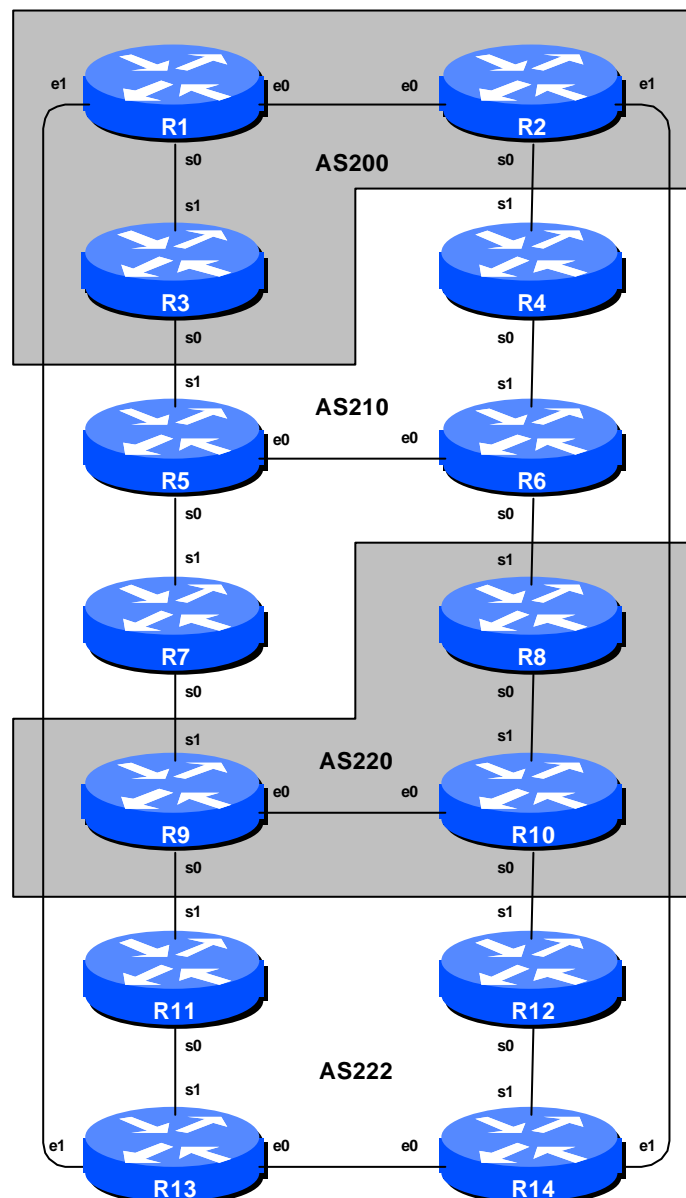 e1 e0 e0 e1
R1 R2
s0 AS200 s0
s1 s1
R3 R4
s0 s0
s1 AS210 s1
e0 e0
R5 R6
s0 s0
s1 s1
R7 R8
s0 s0
s1 AS220 s1
e0 e0
R9 R10
s0 s0
s1 s1
R11 R12
s0 s0
AS222
s1 s1
e1 e0 e0 e1
R13 R14